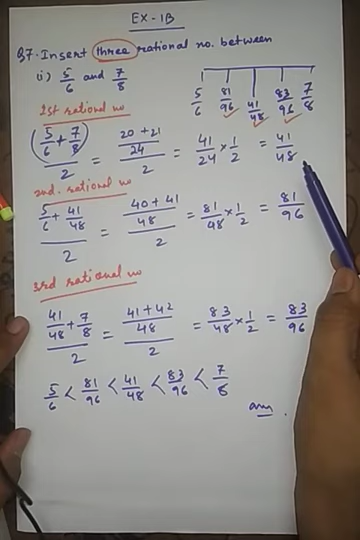 EX-1B
Q7. Insert three rational no. between
(i) 5/6 and 7/8
5/6 81/96 41/48 83/96 7/8
1st rational no
(5/6 + 7/8)/2 = ((20+21)/24)/2 = 41/24 × 1/2 = 41/48
2nd. rational no
(5/6 + 41/48)/2 = ((40+41)/48)/2 = 81/48 × 1/2 = 81/96
3rd rational no
(41/48 + 7/8)/2 = ((41+42)/48)/2 = 83/48 × 1/2 = 83/96
5/6 < 81/96 < 41/48 < 83/96 < 7/8
ans.